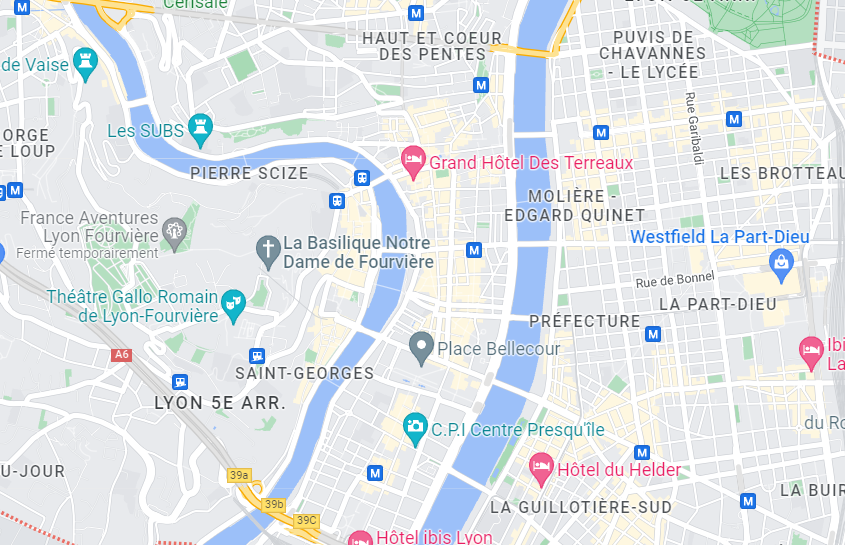 Censale
M
M
HAUT ET COEUR
DES PENTES
PUVIS DE
CHAVANNES
- LE LYCÉE
de Vaise
M
Rue Garibaldi
M
M
Les SUBS
ORGE
E LOUP
Grand Hôtel Des Terreaux
PIERRE SCIZE
LES BROTTEAU
M
MOLIÈRE -
EDGARD QUINET
France Aventures
Lyon Fourvière
Fermé temporairement
La Basilique Notre
Dame de Fourvière
M
Westfield La Part-Dieu
Rue de Bonnel
Théâtre Gallo Romain
de Lyon-Fourvière
LA PART-DIEU
PRÉFECTURE
M
A6
Place Bellecour
Ibi
La
SAINT-GEORGES
LYON 5E ARR.
C.P.I Centre Presqu'île
du Ro
M
U-JOUR
39a
M
Hôtel du Helder
LA BUIR
39b
M
LA GUILLOTIÈRE-SUD
39C
Hôtel ibis Lyon